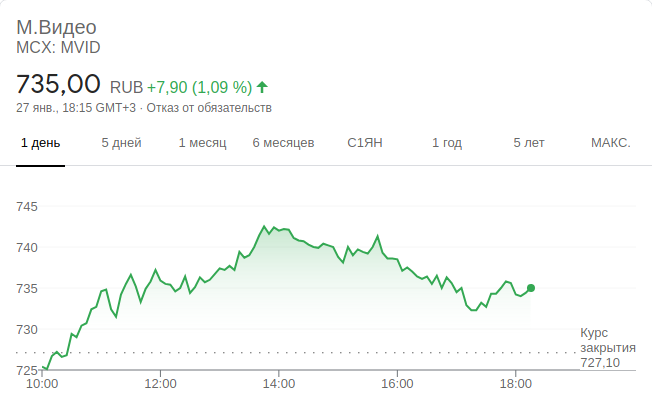 М.Видео
MCX: MVID
735,00 RUB +7,90 (1,09 %)
27 янв., 18:15 GMT+3 · Отказ от обязательств
1 день 5 дней 1 месяц 6 месяцев С1ЯН 1 год 5 лет МАКС.
745
740
735
730
725
Курс
закрытия
727,10
10:00 12:00 14:00 16:00 18:00